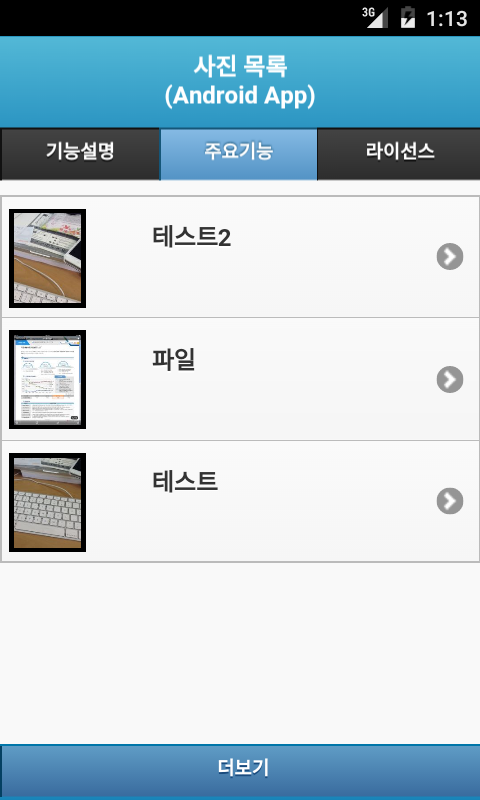 3G 1:13
사진 목록
(Android App)
기능설명 주요기능 라이선스
테스트2
파일
테스트
더보기